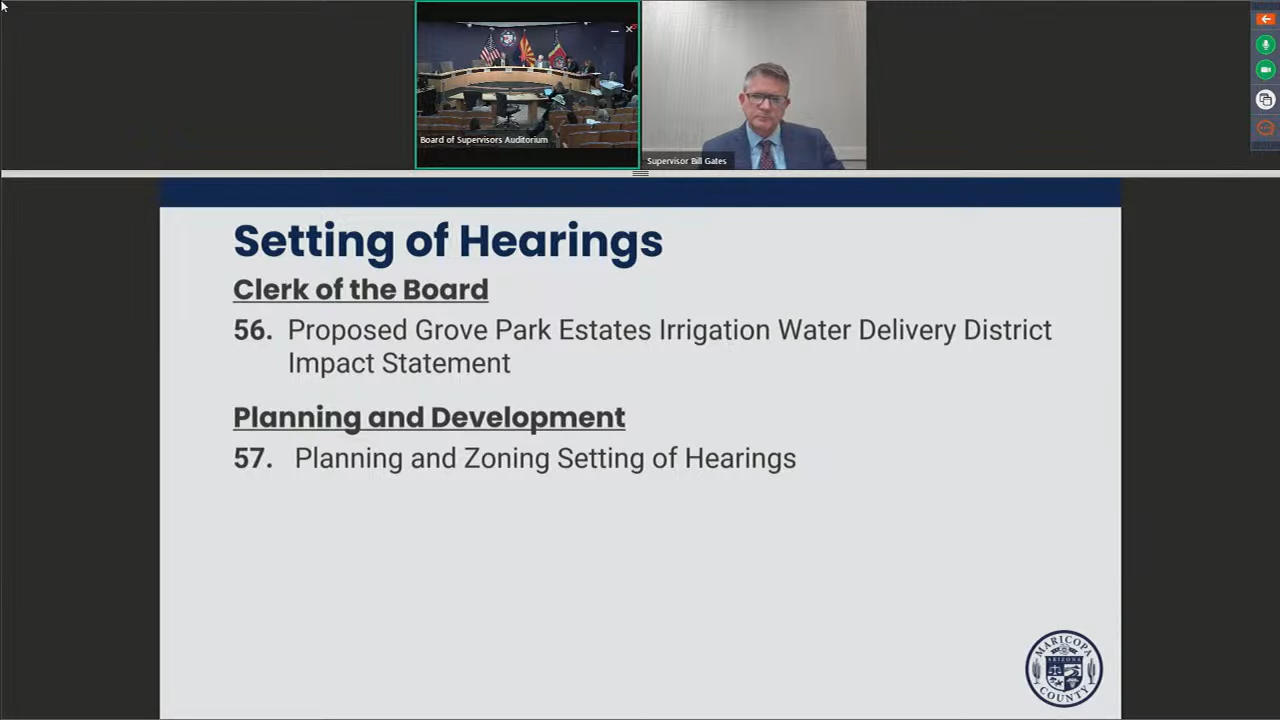 Board of Supervisors Auditorium
Supervisor Bill Gates
Setting of Hearings
Clerk of the Board
56. Proposed Grove Park Estates Irrigation Water Delivery District
Impact Statement
Planning and Development
57. Planning and Zoning Setting of Hearings
MARICOPA
ARIZONA
COUNTY